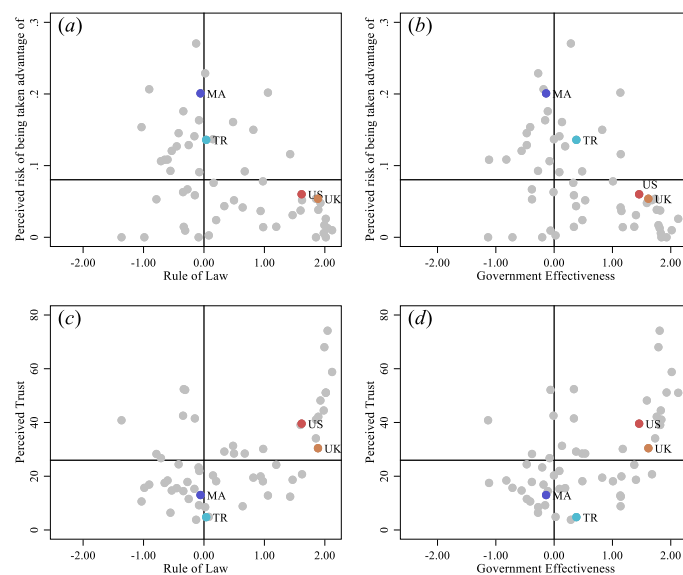 (a)
.3
.2
.1
0
Perceived risk of being taken advantage of
MA
TR
US
UK
-2.00 -1.00 0.00 1.00 2.00
Rule of Law
(b)
.3
.2
.1
0
Perceived risk of being taken advantage of
MA
TR
US
UK
-2.00 -1.00 0.00 1.00 2.00
Government Effectiveness
(c)
80
60
40
20
0
Perceived Trust
US
UK
MA
TR
-2.00 -1.00 0.00 1.00 2.00
Rule of Law
(d)
80
60
40
20
0
Perceived Trust
US
UK
MA
TR
-2.00 -1.00 0.00 1.00 2.00
Government Effectiveness